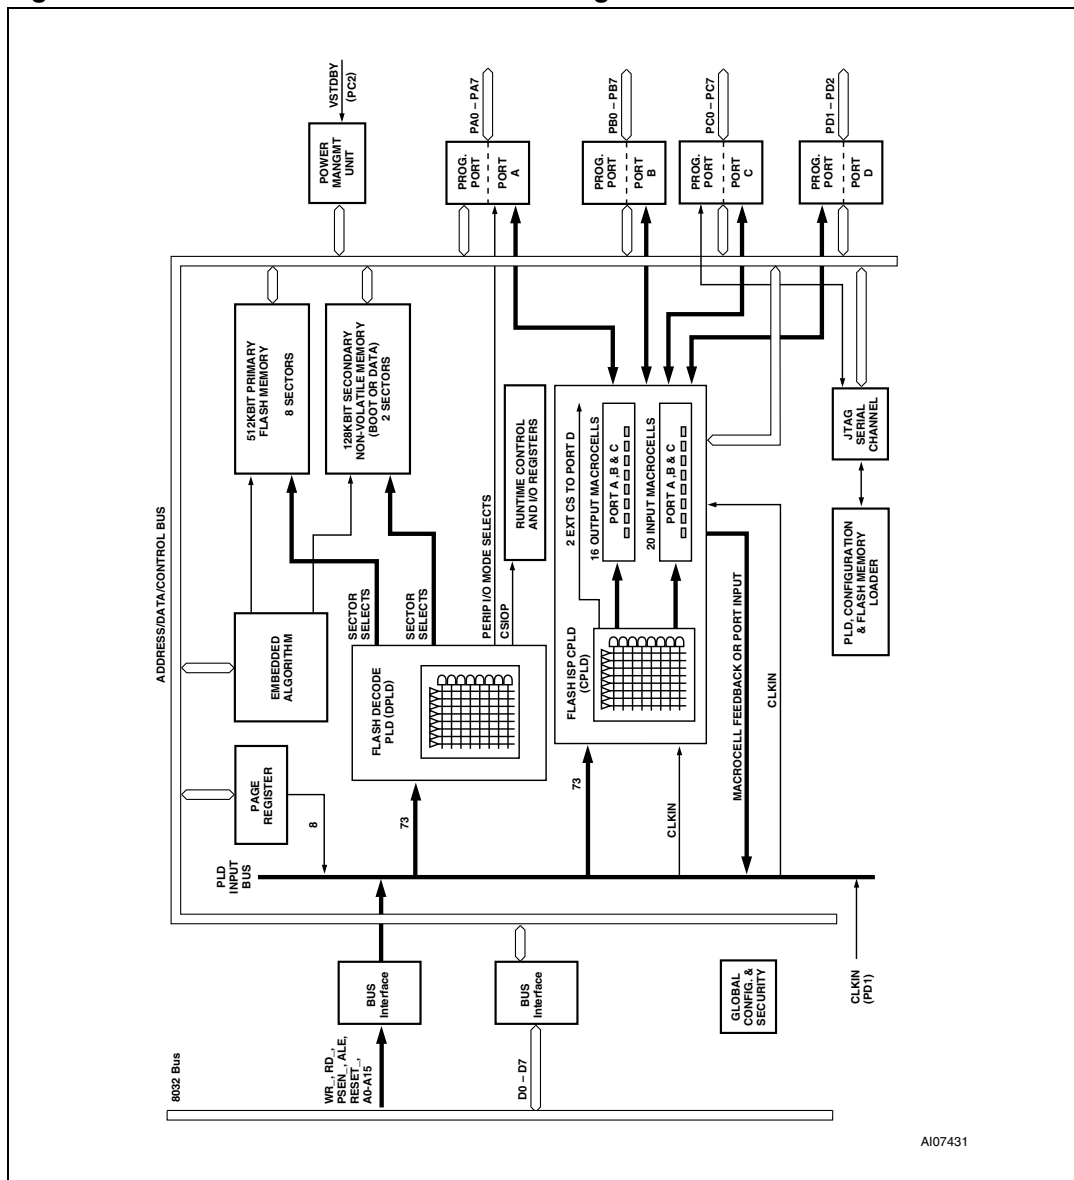 8032 Bus
WR_, RD_,
PSEN_, ALE,
RESET_,
A0-A15
D0 – D7
BUS
Interface
BUS
Interface
GLOBAL
CONFIG. &
SECURITY
CLKIN
(PD1)
PLD
INPUT
BUS
PAGE
REGISTER
8
73
73
CLKIN
ADDRESS/DATA/CONTROL BUS
EMBEDDED
ALGORITHM
FLASH DECODE
PLD (DPLD)
SECTOR
SELECTS
SECTOR
SELECTS
PERIP I/O MODE SELECTS
CSIOP
FLASH ISP CPLD
(CPLD)
MACROCELL FEEDBACK OR PORT INPUT
CLKIN
512KBIT PRIMARY
FLASH MEMORY
8 SECTORS
128KBIT SECONDARY
NON-VOLATILE MEMORY
(BOOT OR DATA)
2 SECTORS
RUNTIME CONTROL
AND I/O REGISTERS
2 EXT CS TO PORT D
16 OUTPUT MACROCELLS
PORT A ,B & C
20 INPUT MACROCELLS
PORT A ,B & C
PLD, CONFIGURATION
& FLASH MEMORY
LOADER
JTAG
SERIAL
CHANNEL
POWER
MANGMT
UNIT
VSTDBY
(PC2)
PROG.
PORT
PORT
A
PA0 – PA7
PROG.
PORT
PORT
B
PB0 – PB7
PROG.
PORT
PORT
C
PC0 – PC7
PROG.
PORT
PORT
D
PD1 – PD2
AI07431